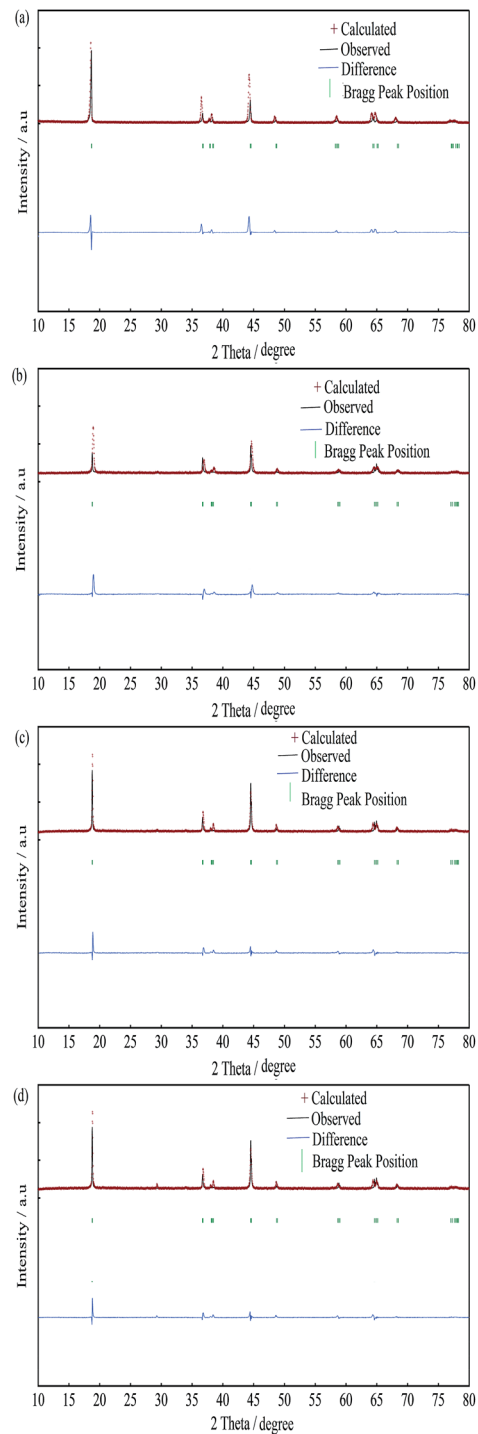 (a)
Calculated
Observed
Difference
Bragg Peak Position
Intensity / a.u
10 15 20 25 30 35 40 45 50 55 60 65 70 75 80
2 Theta / degree
(b)
Calculated
Observed
Difference
Bragg Peak Position
Intensity / a.u
10 15 20 25 30 35 40 45 50 55 60 65 70 75 80
2 Theta / degree
(c)
Calculated
Observed
Difference
Bragg Peak Position
Intensity / a.u
10 15 20 25 30 35 40 45 50 55 60 65 70 75 80
2 Theta / degree
(d)
Calculated
Observed
Difference
Bragg Peak Position
Intensity / a.u
10 15 20 25 30 35 40 45 50 55 60 65 70 75 80
2 Theta / degree